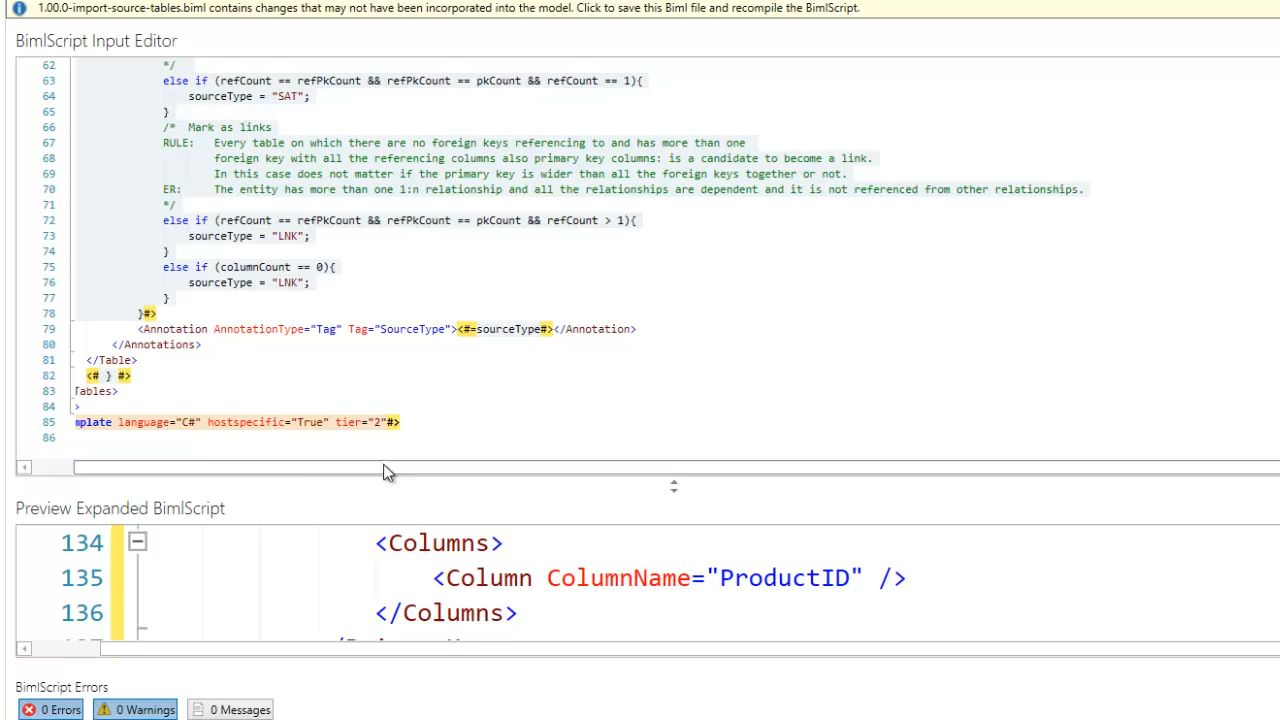 1.00.0-import-source-tables.biml contains changes that may not have been incorporated into the model. Click to save this Biml file and recompile the BimlScript.
BimlScript Input Editor
62 */
63 else if (refCount == refPkCount && refPkCount == pkCount && refCount == 1){
64 sourceType = "SAT";
65 }
66 /* Mark as links
67 RULE: Every table on which there are no foreign keys referencing to and has more than one
68 foreign key with all the referencing columns also primary key columns: is a candidate to become a link.
69 In this case does not matter if the primary key is wider than all the foreign keys together or not.
70 ER: The entity has more than one 1:n relationship and all the relationships are dependent and it is not referenced from other relationships.
71 */
72 else if (refCount == refPkCount && refPkCount == pkCount && refCount > 1){
73 sourceType = "LNK";
74 }
75 else if (columnCount == 0){
76 sourceType = "LNK";
77 }
78 }#>
79 <Annotation AnnotationType="Tag" Tag="SourceType"><#=sourceType#></Annotation>
80 </Annotations>
81 </Table>
82 <# } #>
83 Tables>
84 >
85 mplate language="C#" hostspecific="True" tier="2"#>
86
Preview Expanded BimlScript
134 <Columns>
135 <Column ColumnName="ProductID" />
136 </Columns>
BimlScript Errors
0 Errors 0 Warnings 0 Messages